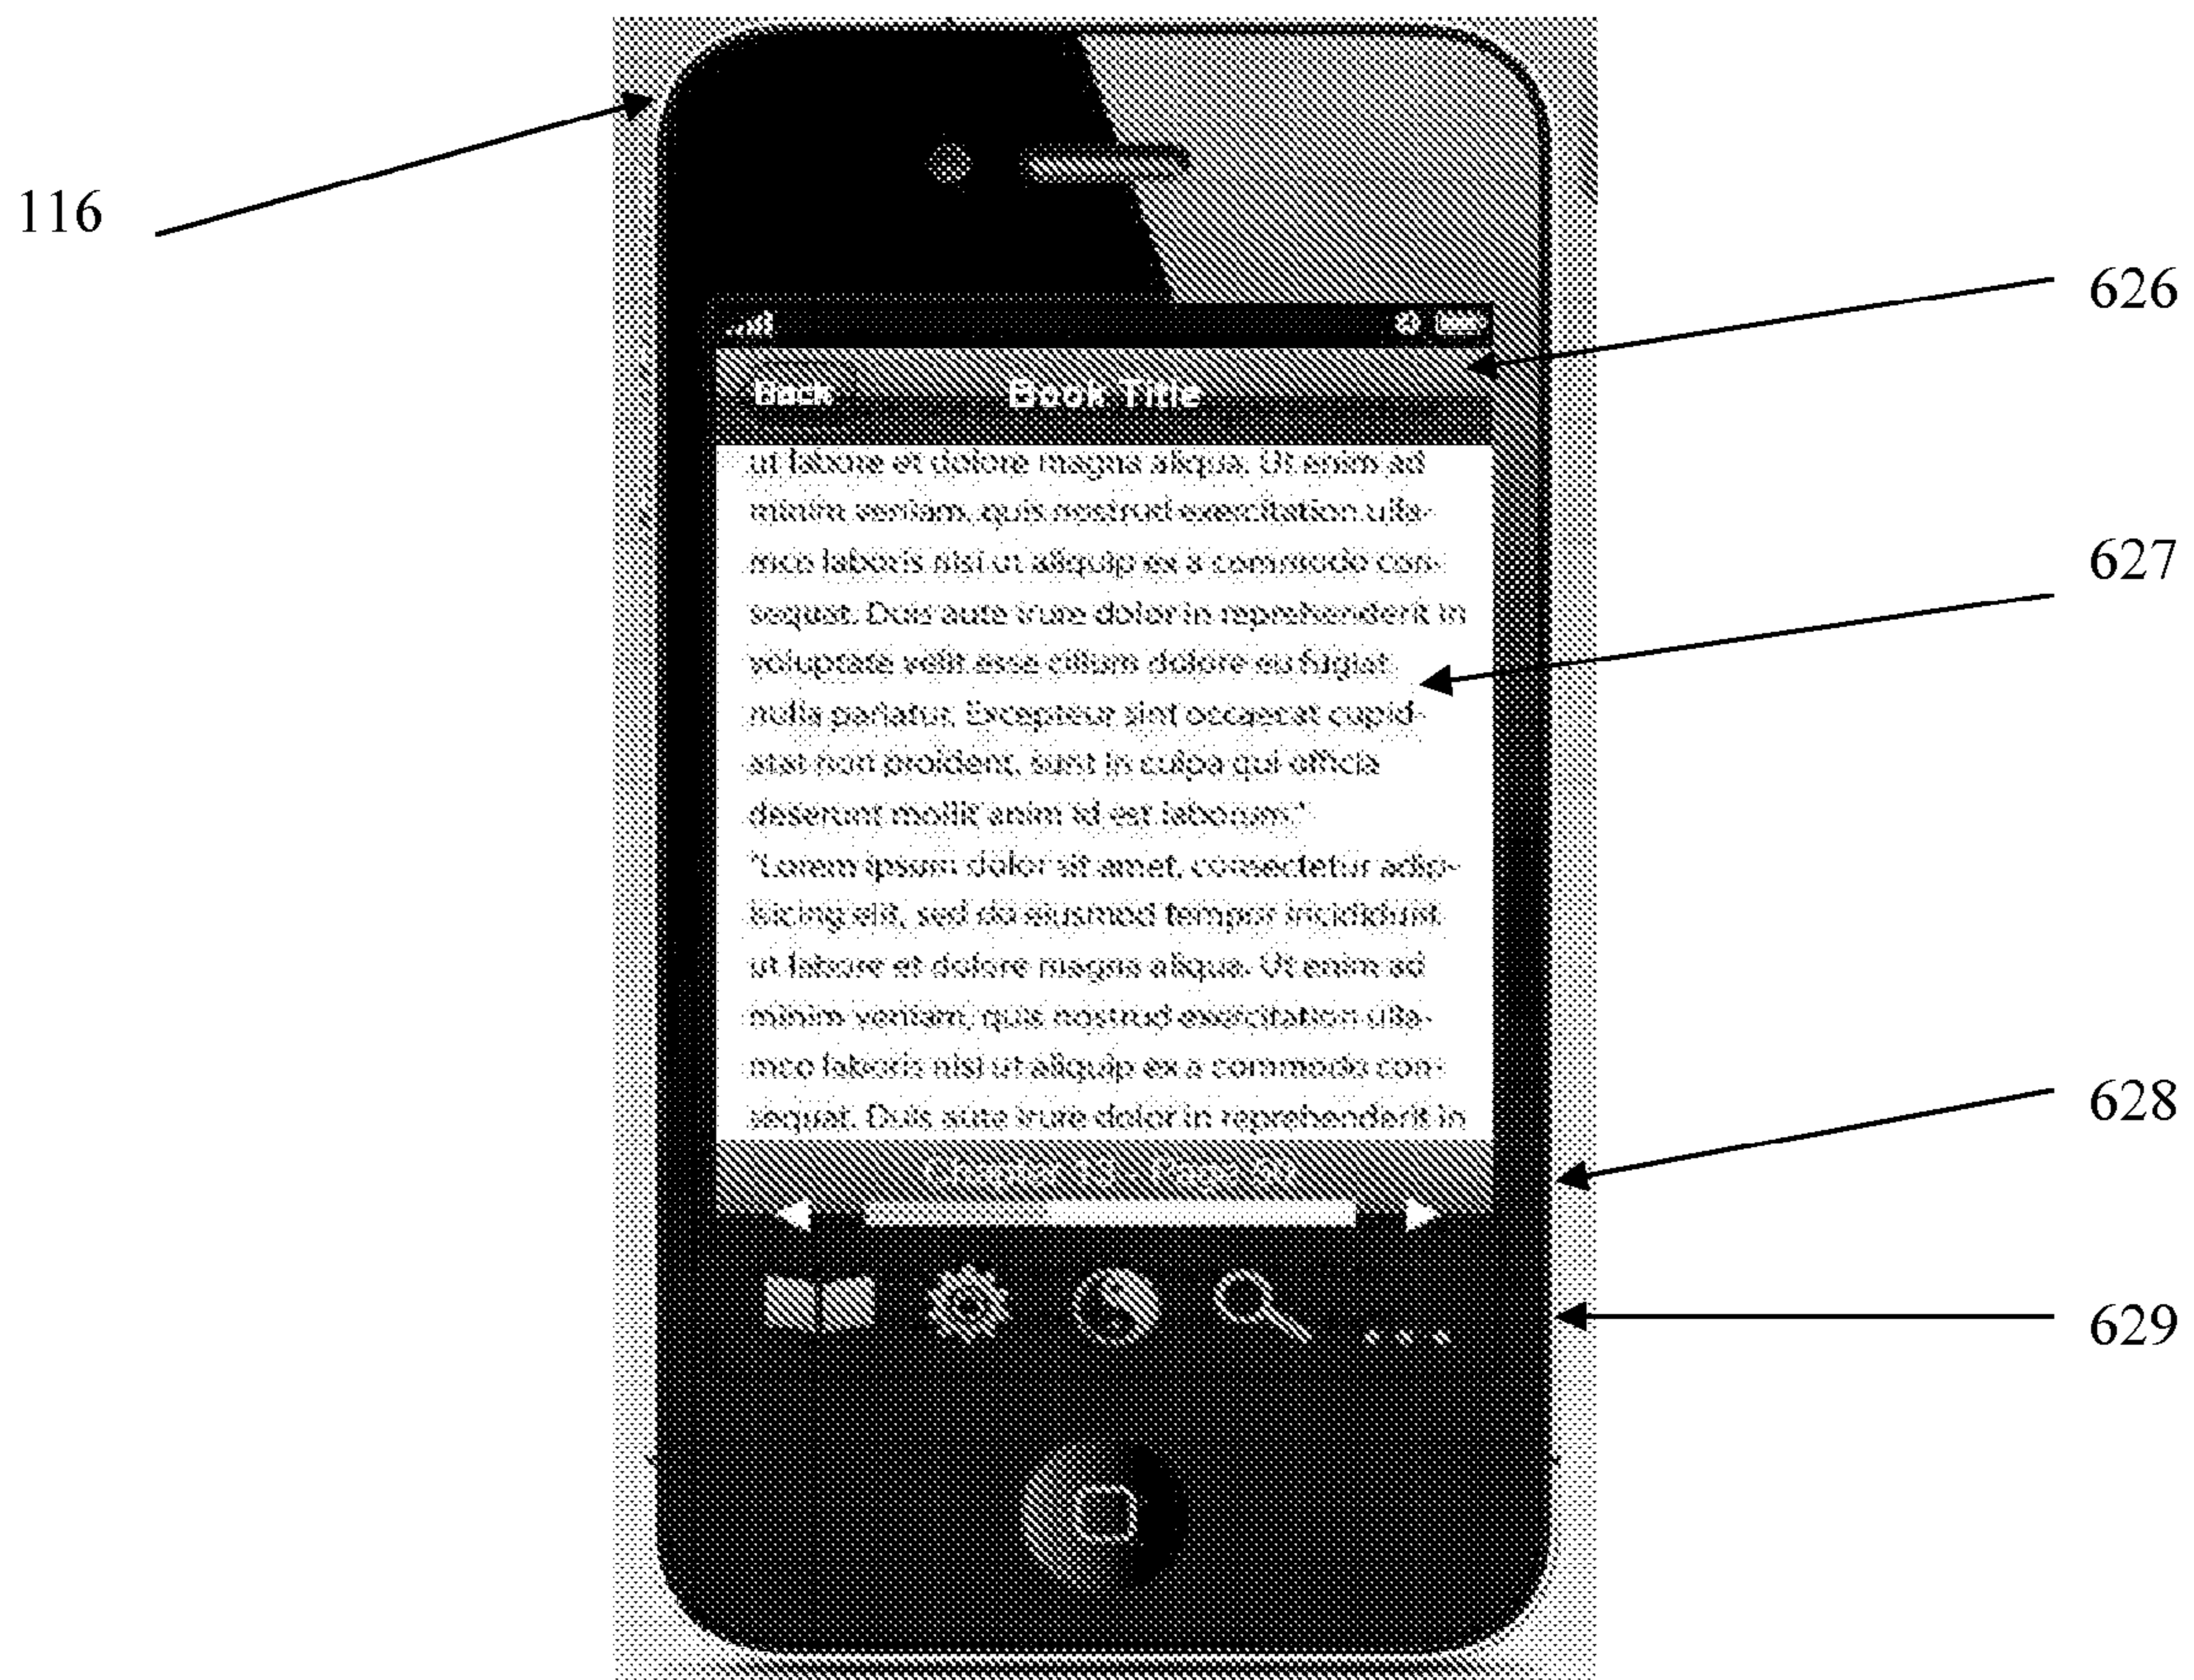 116
626
Back Book Title
ut labore et dolore magna aliqua. Ut enim ad
minim veniam, quis nostrud exercitation ulla-
mco laboris nisi ut aliquip ex a commodo con-
sequat. Duis aute irure dolor in reprehenderit in
voluptate velit esse cillum dolore eu fugiat
nulla pariatur. Excepteur sint occaecat cupid-
atat non proident, sunt in culpa qui officia
deserunt mollit anim id est laborum."
"Lorem ipsum dolor sit amet, consectetur adip-
isicing elit, sed do eiusmod tempor incididunt
ut labore et dolore magna aliqua. Ut enim ad
minim veniam, quis nostrud exercitation ulla-
mco laboris nisi ut aliquip ex a commodo con-
sequat. Duis aute irure dolor in reprehenderit in
Chapter Page
627
628
629